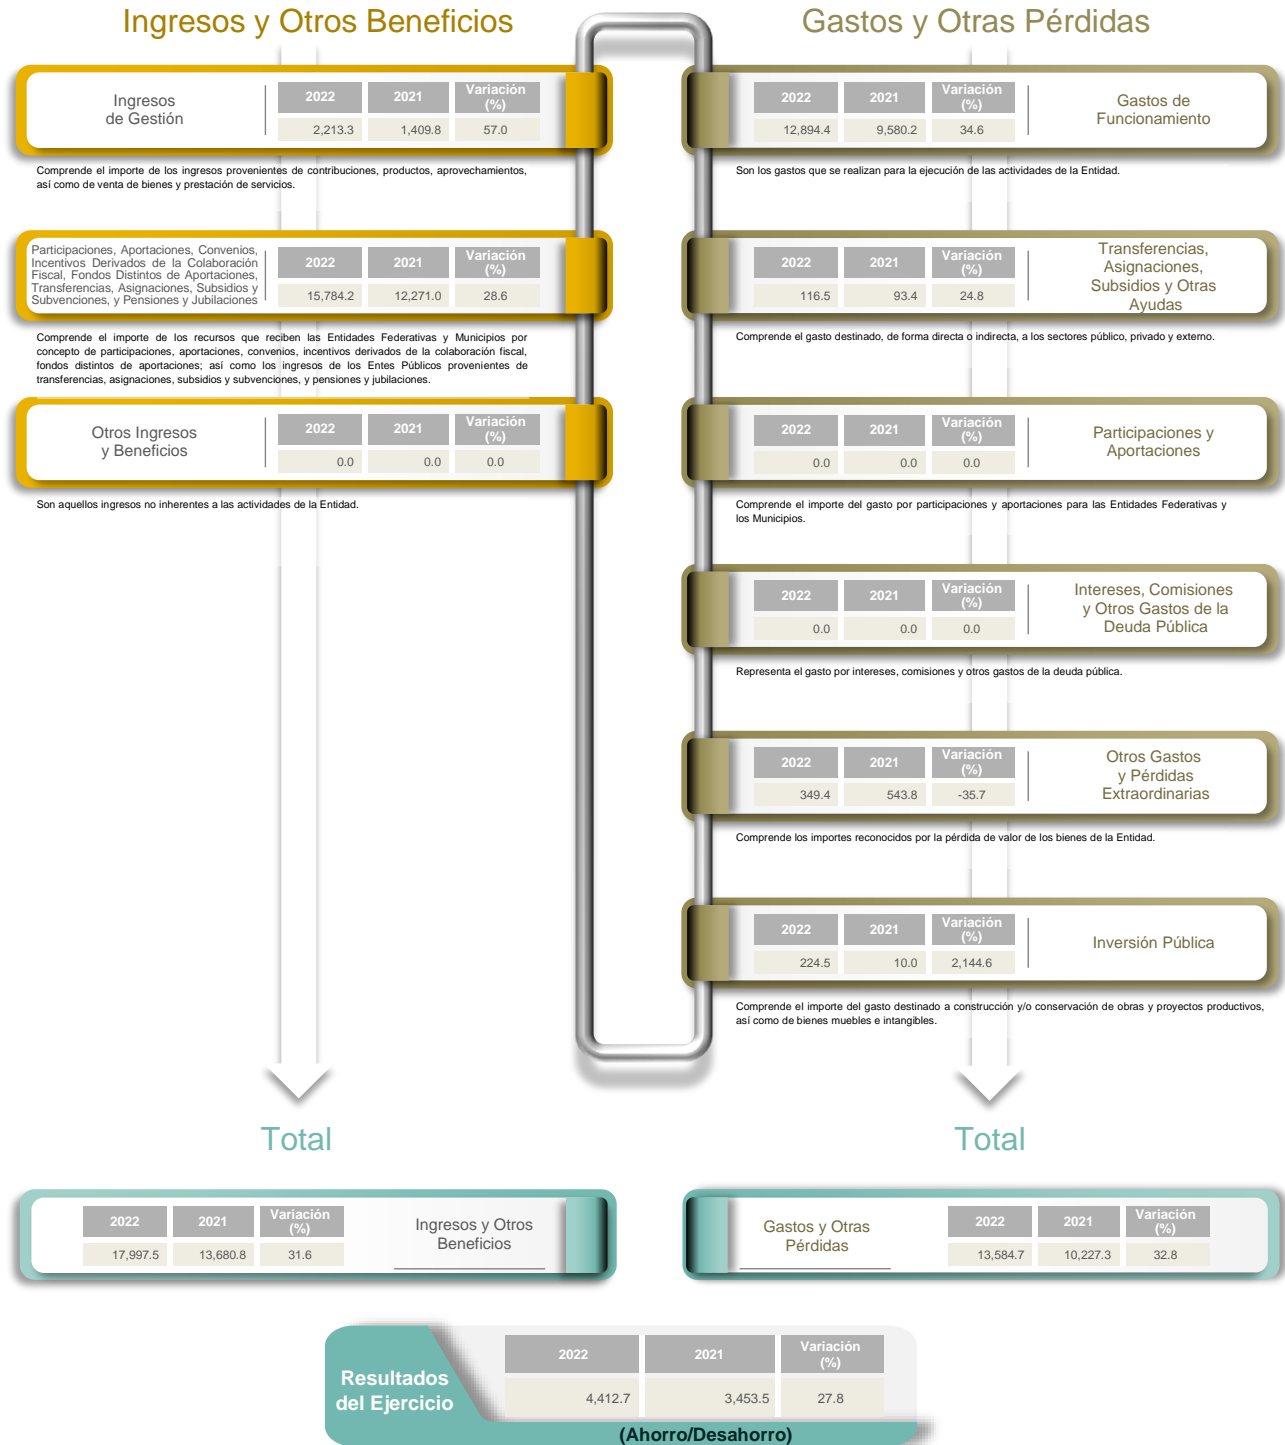 Ingresos y Otros Beneficios
Ingresos
de Gestión
2022 2021 Variación
(%)
2,213.3 1,409.8 57.0
Comprende el importe de los ingresos provenientes de contribuciones, productos, aprovechamientos,
así como de venta de bienes y prestación de servicios.
Participaciones, Aportaciones, Convenios,
Incentivos Derivados de la Colaboración
Fiscal, Fondos Distintos de Aportaciones,
Transferencias, Asignaciones, Subsidios y
Subvenciones, y Pensiones y Jubilaciones
2022 2021 Variación
(%)
15,784.2 12,271.0 28.6
Comprende el importe de los recursos que reciben las Entidades Federativas y Municipios por
concepto de participaciones, aportaciones, convenios, incentivos derivados de la colaboración fiscal,
fondos distintos de aportaciones; así como los ingresos de los Entes Públicos provenientes de
transferencias, asignaciones, subsidios y subvenciones, y pensiones y jubilaciones.
Otros Ingresos
y Beneficios
2022 2021 Variación
(%)
0.0 0.0 0.0
Son aquellos ingresos no inherentes a las actividades de la Entidad.
Gastos y Otras Pérdidas
2022 2021 Variación
(%)
12,894.4 9,580.2 34.6
Gastos de
Funcionamiento
Son los gastos que se realizan para la ejecución de las actividades de la Entidad.
2022 2021 Variación
(%)
116.5 93.4 24.8
Transferencias,
Asignaciones,
Subsidios y Otras
Ayudas
Comprende el gasto destinado, de forma directa o indirecta, a los sectores público, privado y externo.
2022 2021 Variación
(%)
0.0 0.0 0.0
Participaciones y
Aportaciones
Comprende el importe del gasto por participaciones y aportaciones para las Entidades Federativas y
los Municipios.
2022 2021 Variación
(%)
0.0 0.0 0.0
Intereses, Comisiones
y Otros Gastos de la
Deuda Pública
Representa el gasto por intereses, comisiones y otros gastos de la deuda pública.
2022 2021 Variación
(%)
349.4 543.8 -35.7
Otros Gastos
y Pérdidas
Extraordinarias
Comprende los importes reconocidos por la pérdida de valor de los bienes de la Entidad.
2022 2021 Variación
(%)
224.5 10.0 2,144.6
Inversión Pública
Comprende el importe del gasto destinado a construcción y/o conservación de obras y proyectos productivos,
así como de bienes muebles e intangibles.
Total
2022 2021 Variación
(%)
17,997.5 13,680.8 31.6
Ingresos y Otros
Beneficios
Total
Gastos y Otras
Pérdidas
2022 2021 Variación
(%)
13,584.7 10,227.3 32.8
Resultados
del Ejercicio
2022 2021 Variación
(%)
4,412.7 3,453.5 27.8
(Ahorro/Desahorro)